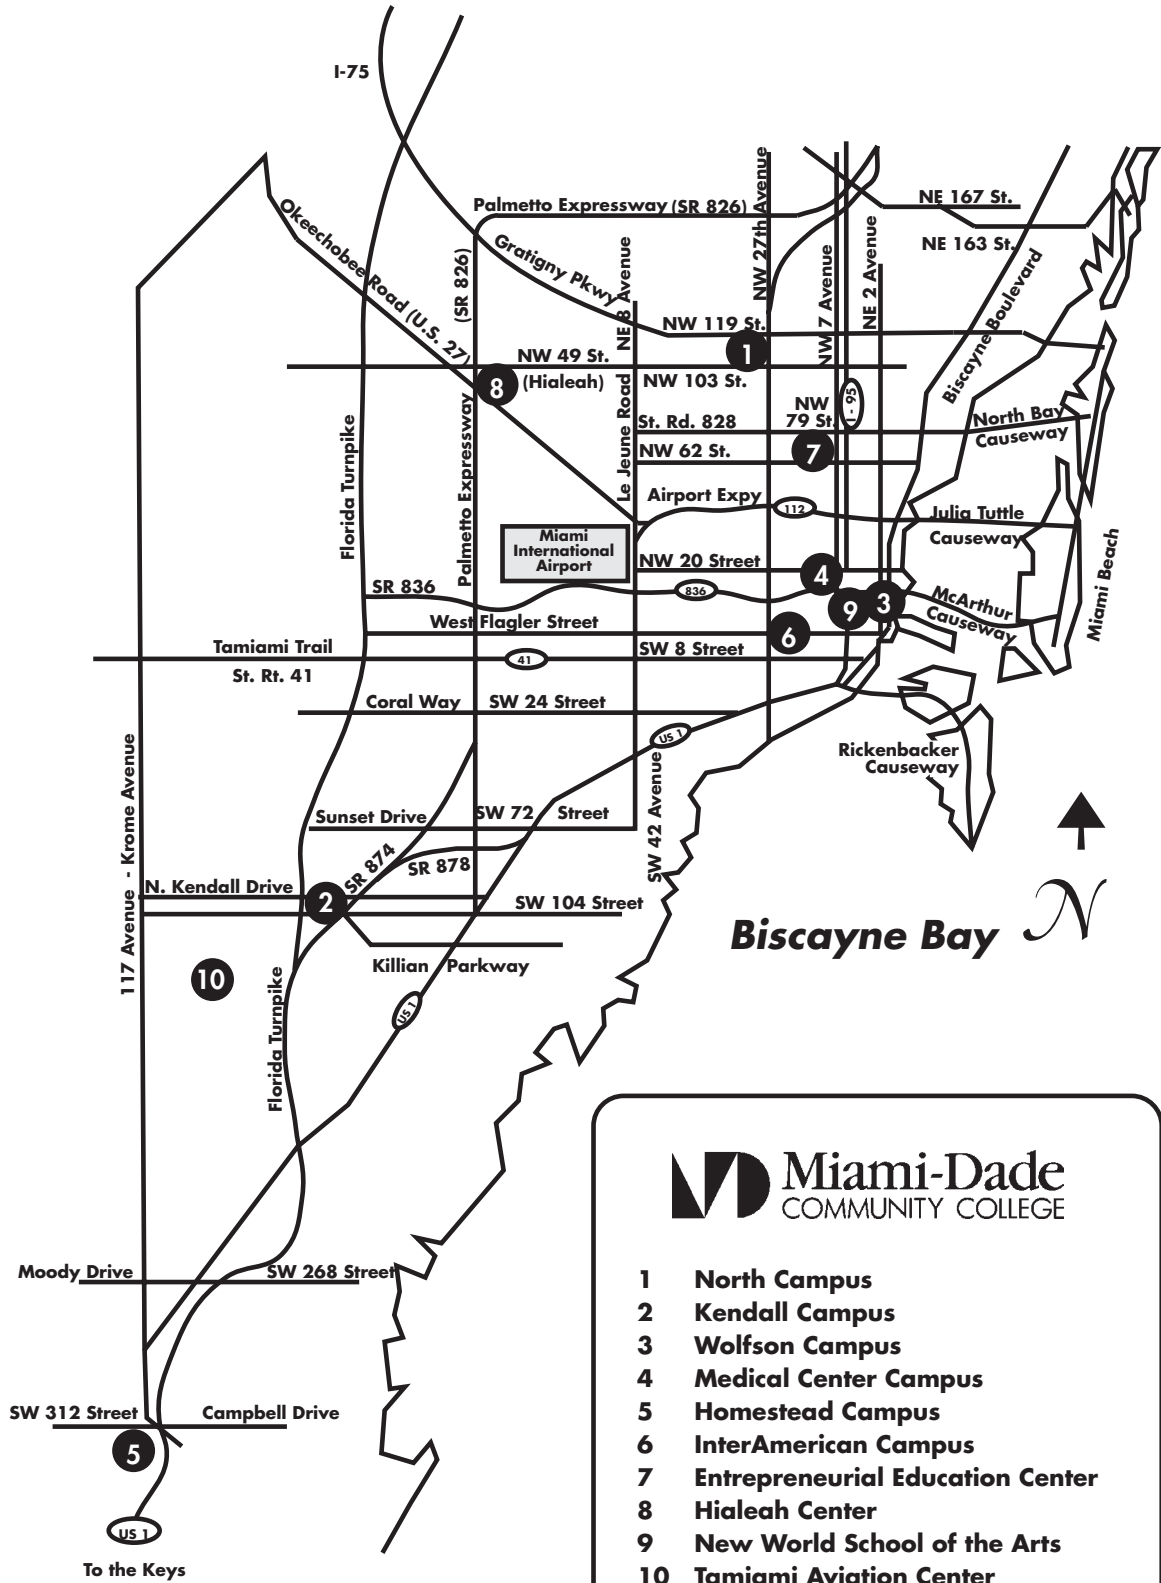 I-75
Okeechobee Road (U.S. 27)
Palmetto Expressway (SR 826)
Gratigny Pkwy
(SR 826)
NE 8 Avenue
NW 27th Avenue
NW 7 Avenue
NE 2 Avenue
NE 167 St.
NE 163 St.
Biscayne Boulevard
NW 119 St.
1
NW 49 St.
(Hialeah)
8
NW 103 St.
I - 95
NW
79 St.
St. Rd. 828
North Bay
Causeway
7
NW 62 St.
Le Jeune Road
Florida Turnpike
Palmetto Expressway
Airport Expy
112
Julia Tuttle
Causeway
Miami
International
Airport
NW 20 Street
4
SR 836
836
9
3
McArthur
Causeway
Miami Beach
West Flagler Street
6
Tamiami Trail
St. Rt. 41
41
SW 8 Street
Coral Way
SW 24 Street
US 1
Rickenbacker
Causeway
117 Avenue - Krome Avenue
SW 42 Avenue
Sunset Drive
SW 72 Street
SR 874
SR 878
N. Kendall Drive
2
SW 104 Street
Killian Parkway
Biscayne Bay
N
10
US 1
Florida Turnpike
Moody Drive
SW 268 Street
SW 312 Street
Campbell Drive
5
US 1
To the Keys
Miami-Dade
COMMUNITY COLLEGE
1 North Campus
2 Kendall Campus
3 Wolfson Campus
4 Medical Center Campus
5 Homestead Campus
6 InterAmerican Campus
7 Entrepreneurial Education Center
8 Hialeah Center
9 New World School of the Arts
10 Tamiami Aviation Center